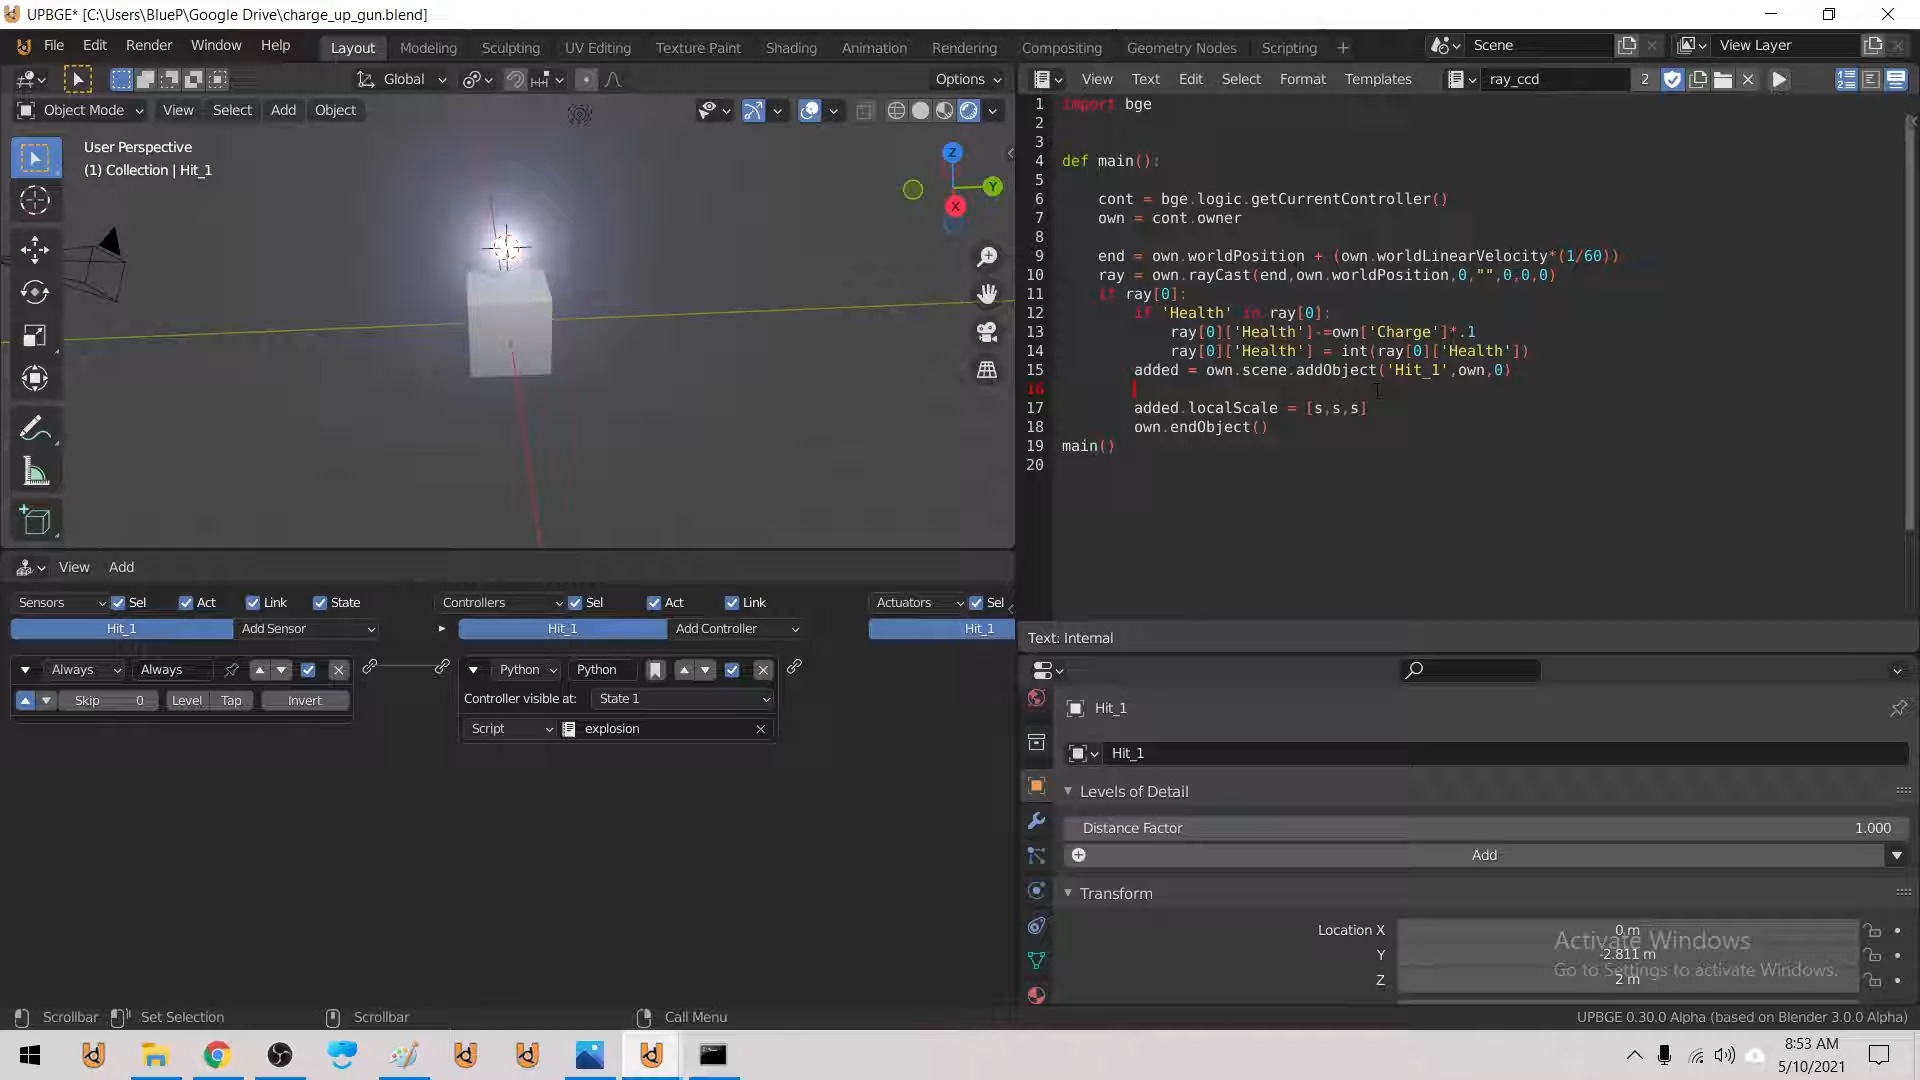 UPBGE* [C:\Users\BlueP\Google Drive\charge_up_gun.blend]
File Edit Render Window Help Layout Modeling Sculpting UV Editing Texture Paint Shading Animation Rendering Compositing Geometry Nodes Scripting + Scene View Layer
Global Options
Object Mode View Select Add Object
User Perspective
(1) Collection | Hit_1
Z
Y
X
View Text Edit Select Format Templates ray_ccd 2
1 import bge
2
3
4 def main():
5
6 cont = bge.logic.getCurrentController()
7 own = cont.owner
8
9 end = own.worldPosition + (own.worldLinearVelocity*(1/60))
10 ray = own.rayCast(end,own.worldPosition,0,"",0,0,0)
11 if ray[0]:
12 if 'Health' in ray[0]:
13 ray[0]['Health']-=own['Charge']*.1
14 ray[0]['Health'] = int(ray[0]['Health'])
15 added = own.scene.addObject('Hit_1',own,0)
16
17 added.localScale = [s,s,s]
18 own.endObject()
19 main()
20
Text: Internal
View Add
Sensors Sel Act Link State Controllers Sel Act Link Actuators Sel
Hit_1 Add Sensor Hit_1 Add Controller Hit_1
Always Always Python Python
Skip 0 Level Tap Invert Controller visible at: State 1
Script explosion
Hit_1
Hit_1
Levels of Detail
Distance Factor 1.000
Add
Transform
Location X 0 m
Y -2.811 m
Z 2 m
Activate Windows
Go to Settings to activate Windows.
Scrollbar Set Selection Scrollbar Call Menu UPBGE 0.30.0 Alpha (based on Blender 3.0.0 Alpha)
8:53 AM
5/10/2021